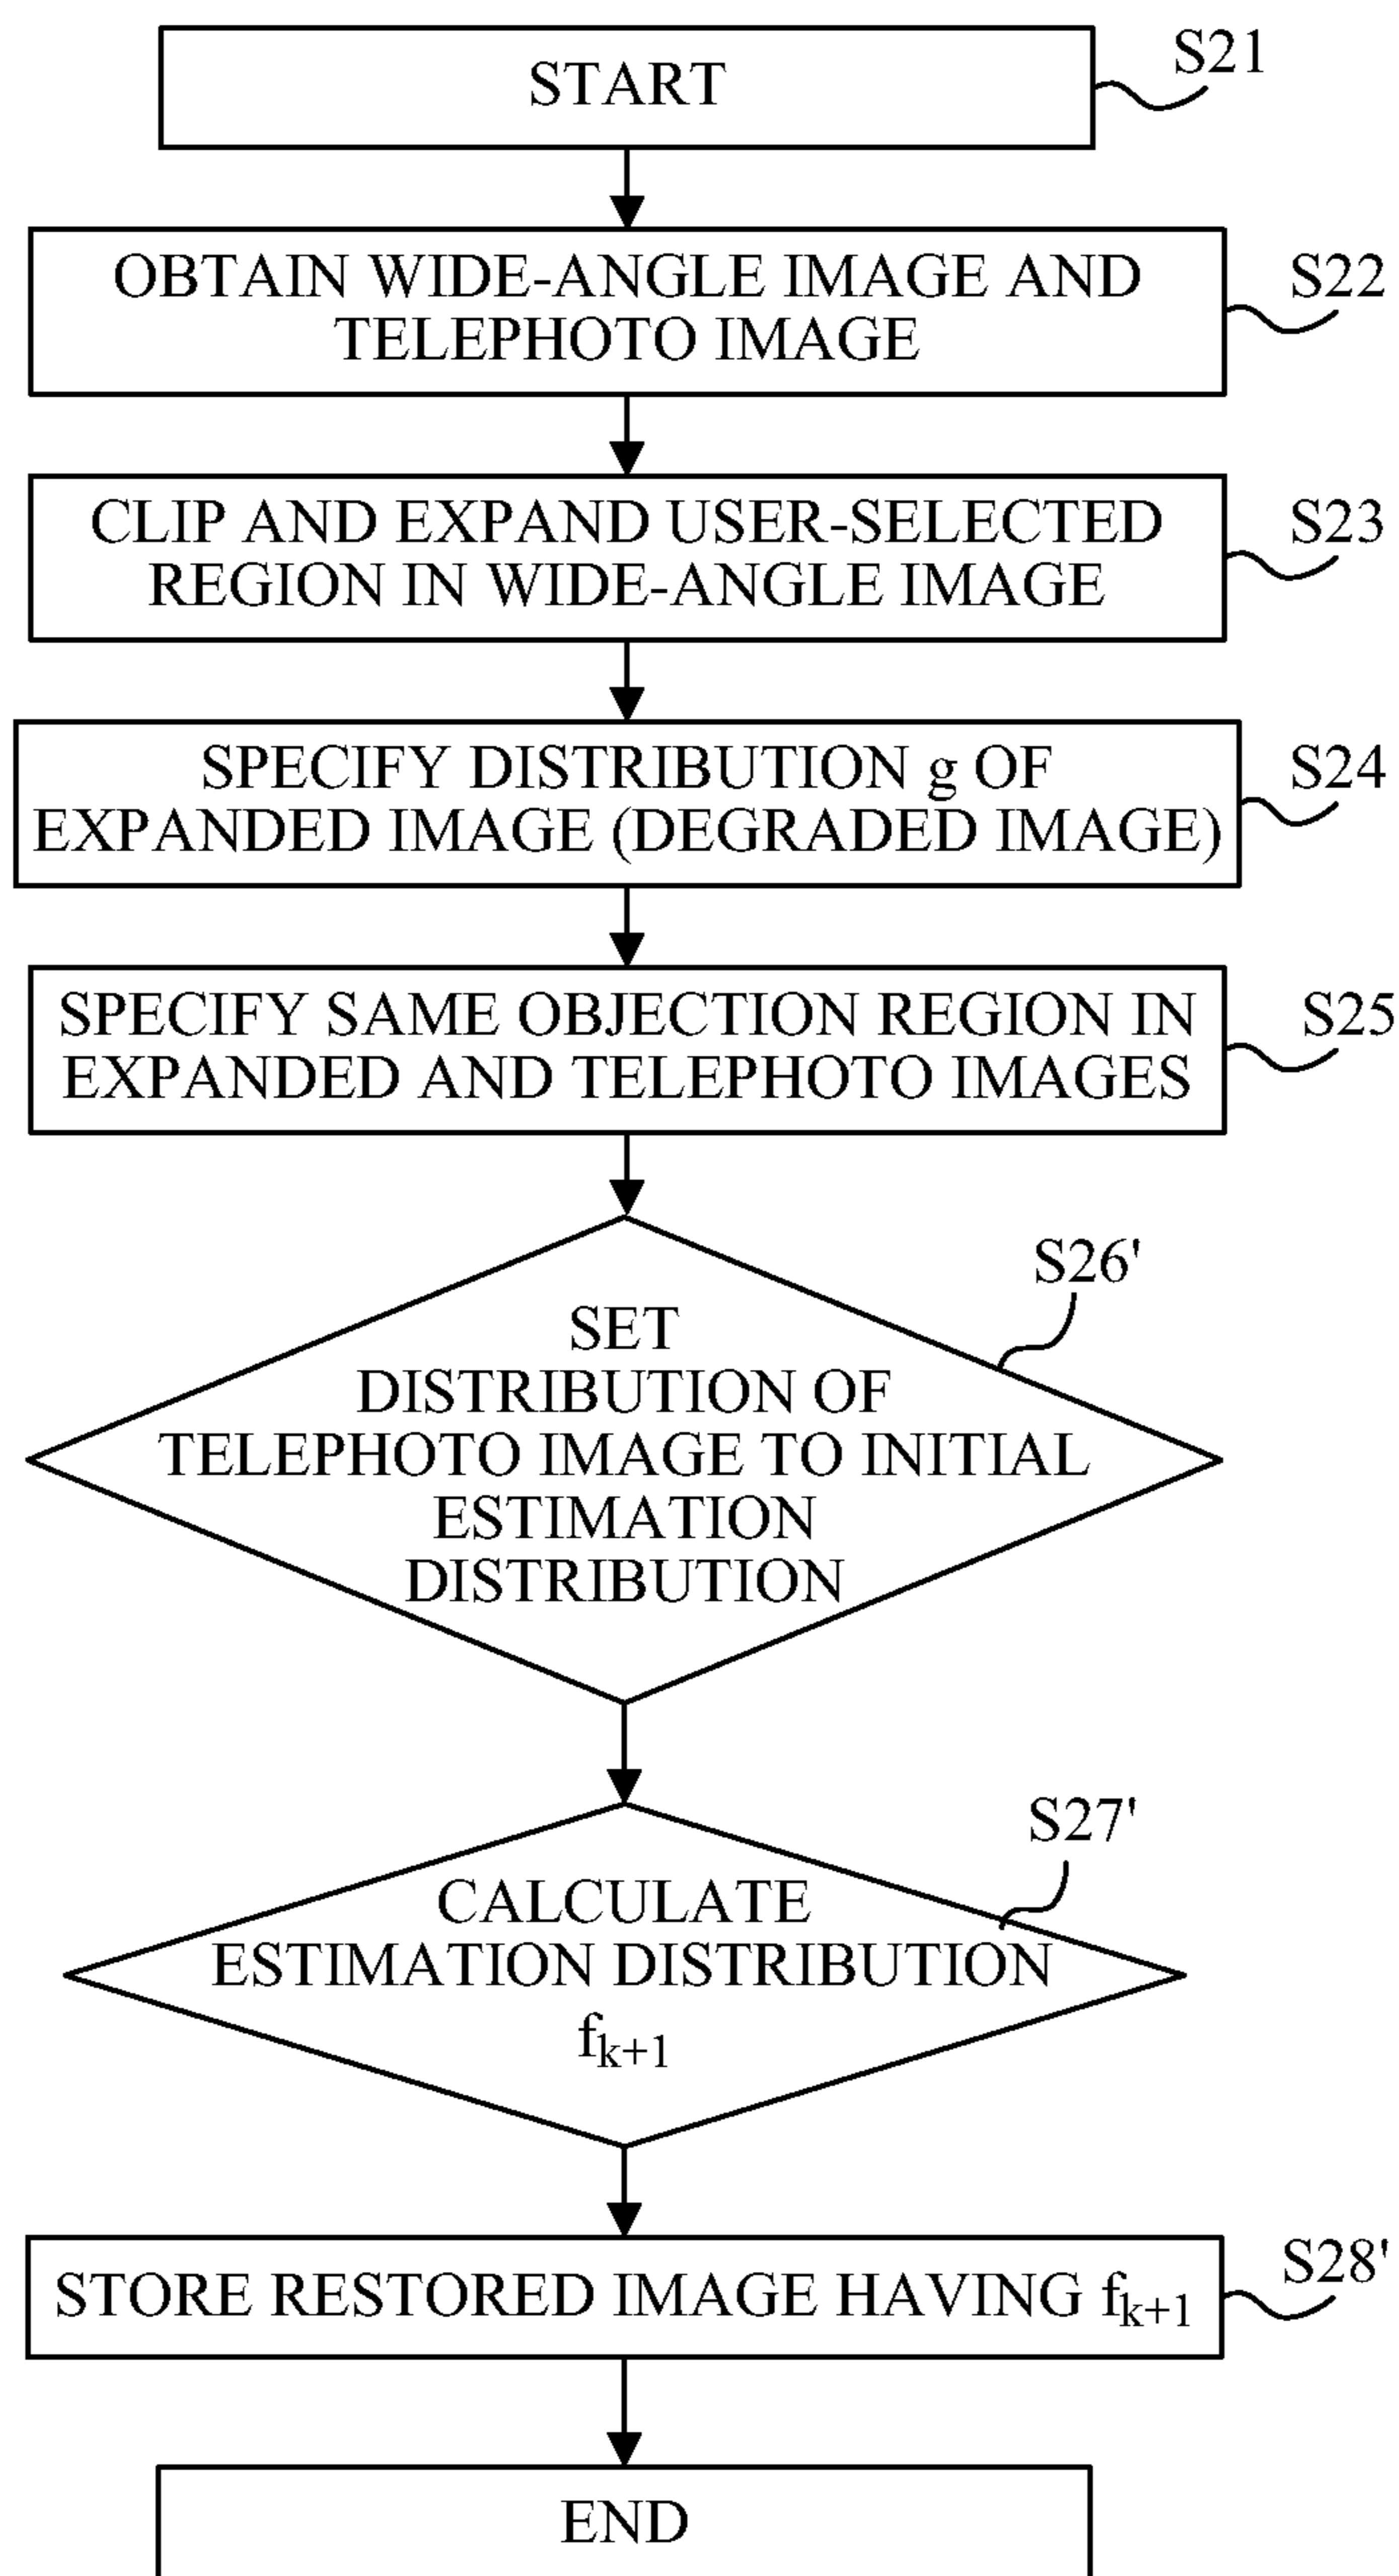 START
S21
OBTAIN WIDE-ANGLE IMAGE AND
TELEPHOTO IMAGE
S22
CLIP AND EXPAND USER-SELECTED
REGION IN WIDE-ANGLE IMAGE
S23
SPECIFY DISTRIBUTION g OF
EXPANDED IMAGE (DEGRADED IMAGE)
S24
SPECIFY SAME OBJECTION REGION IN
EXPANDED AND TELEPHOTO IMAGES
S25
SET
DISTRIBUTION OF
TELEPHOTO IMAGE TO INITIAL
ESTIMATION
DISTRIBUTION
S26'
CALCULATE
ESTIMATION DISTRIBUTION
f_{k+1}
S27'
STORE RESTORED IMAGE HAVING f_{k+1}
S28'
END